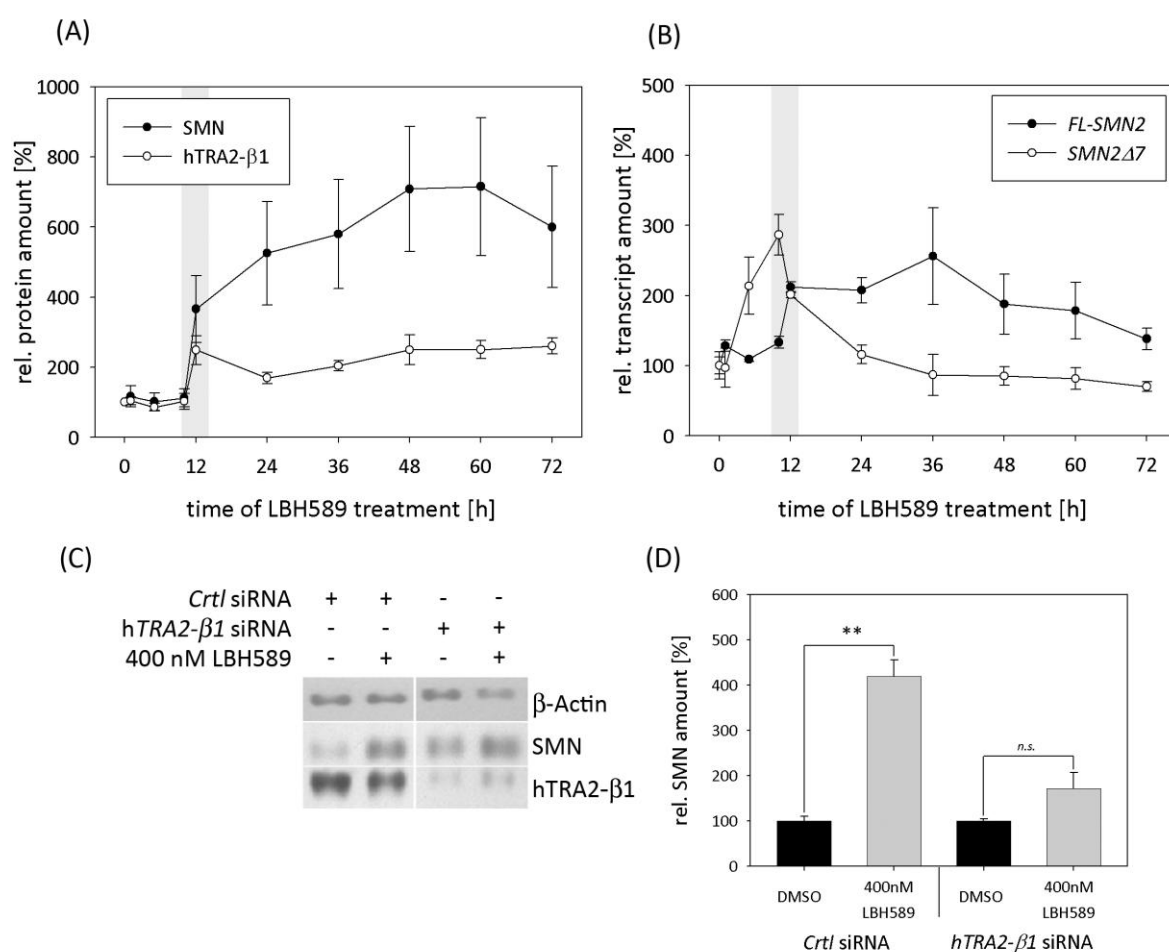 (A)
1000
800
600
400
200
0
rel. protein amount [%]
SMN
hTRA2-β1
0 12 24 36 48 60 72
time of LBH589 treatment [h]
(B)
500
400
300
200
100
0
rel. transcript amount [%]
FL-SMN2
SMN2Δ7
0 12 24 36 48 60 72
time of LBH589 treatment [h]
(C)
Crtl siRNA + + - -
hTRA2-β1 siRNA - - + +
400 nM LBH589 - + - +
β-Actin
SMN
hTRA2-β1
(D)
600
500
400
300
200
100
0
rel. SMN amount [%]
**
n.s.
DMSO 400nM LBH589 DMSO 400nM LBH589
Crtl siRNA hTRA2-β1 siRNA